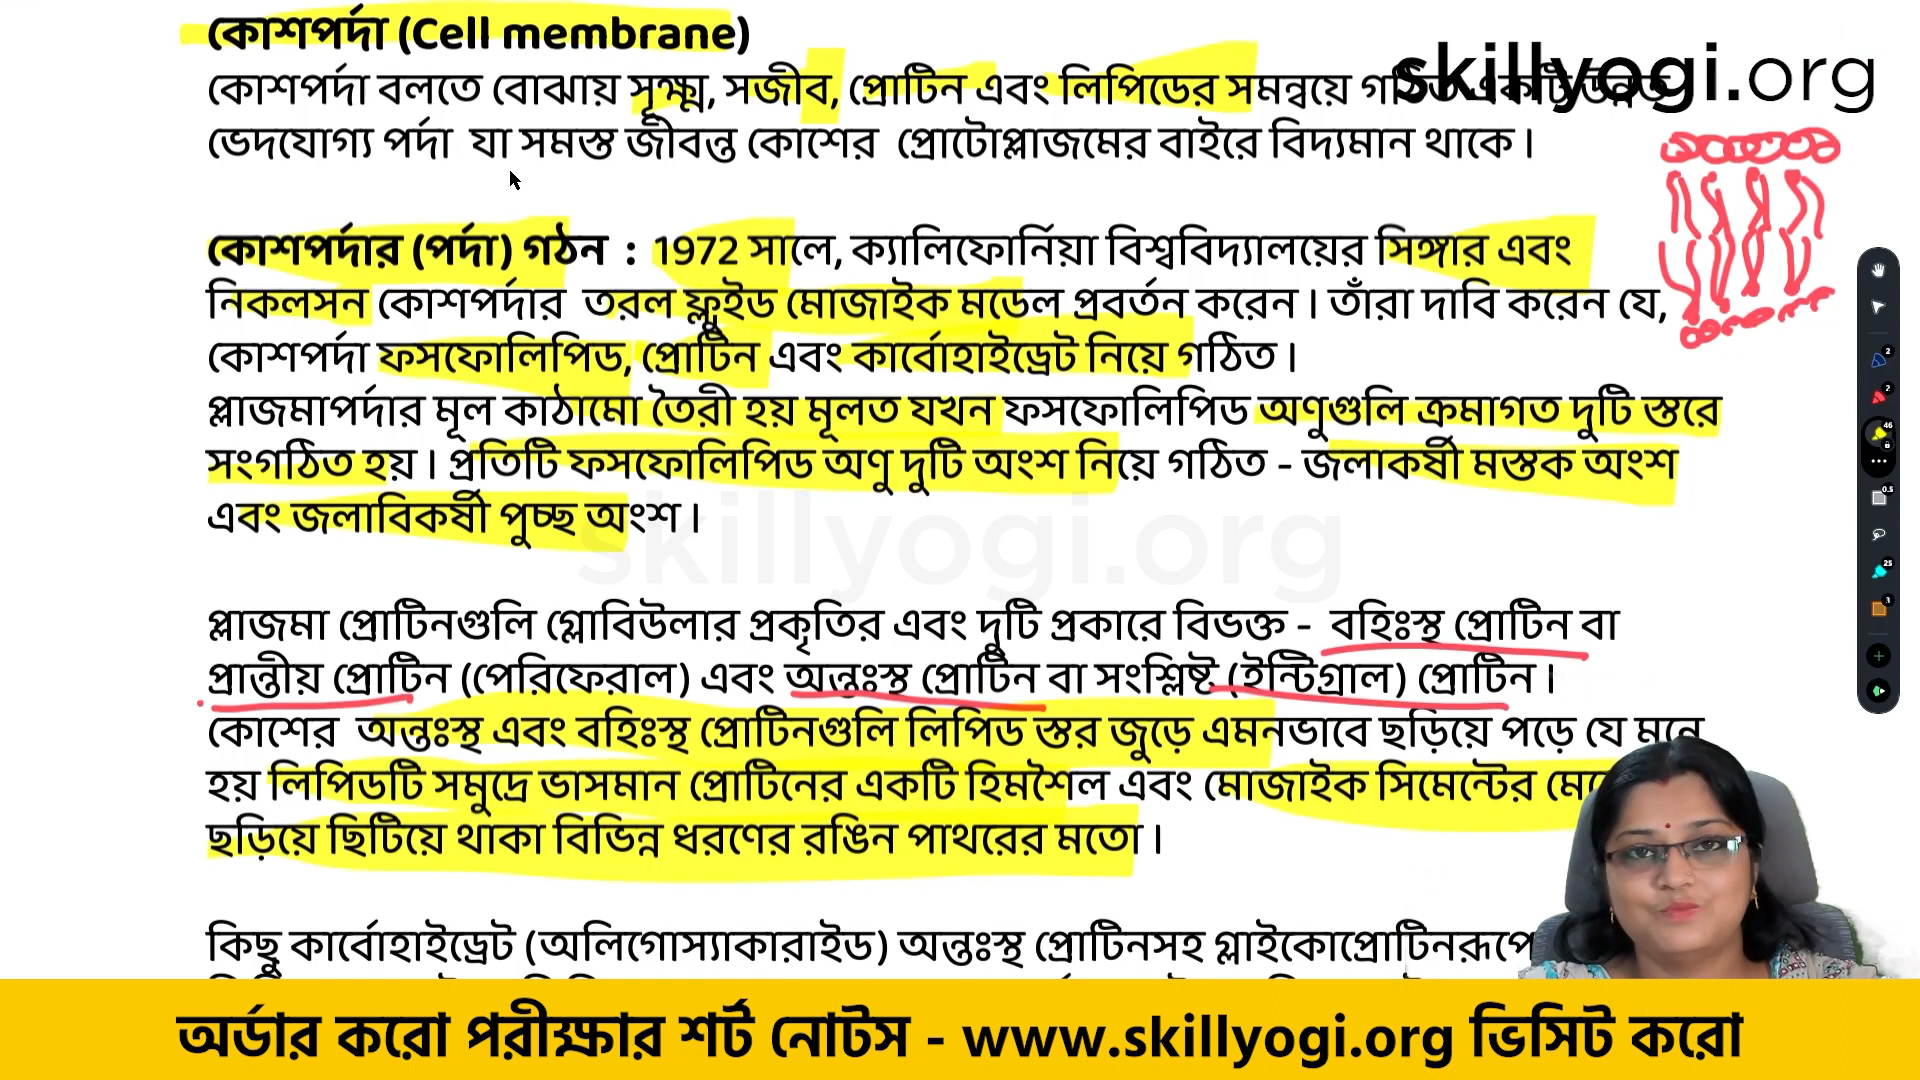 কোশপর্দা (Cell membrane)
skillyogi.org
কোশপর্দা বলতে বোঝায় সূক্ষ্ম, সজীব, প্রোটিন এবং লিপিডের সমন্বয়ে গঠিত একটি
ভেদযোগ্য পর্দা যা সমস্ত জীবন্ত কোশের প্রোটোপ্লাজমের বাইরে বিদ্যমান থাকে।
কোশপর্দার (পর্দা) গঠন : 1972 সালে, ক্যালিফোর্নিয়া বিশ্ববিদ্যালয়ের সিঙ্গার এবং
নিকলসন কোশপর্দার তরল ফ্লুইড মোজাইক মডেল প্রবর্তন করেন। তাঁরা দাবি করেন যে,
কোশপর্দা ফসফোলিপিড, প্রোটিন এবং কার্বোহাইড্রেট নিয়ে গঠিত।
প্লাজমাপর্দার মূল কাঠামো তৈরী হয় মূলত যখন ফসফোলিপিড অণুগুলি ক্রমাগত দুটি স্তরে
সংগঠিত হয়। প্রতিটি ফসফোলিপিড অণু দুটি অংশ নিয়ে গঠিত - জলাকর্ষী মস্তক অংশ
এবং জলাবিকর্ষী পুচ্ছ অংশ।
skillyogi.org
প্লাজমা প্রোটিনগুলি গ্লোবিউলার প্রকৃতির এবং দুটি প্রকারে বিভক্ত - বহিঃস্থ প্রোটিন বা
প্রান্তীয় প্রোটিন (পেরিফেরাল) এবং অন্তঃস্থ প্রোটিন বা সংশ্লিষ্ট (ইন্টিগ্রাল) প্রোটিন।
কোশের অন্তঃস্থ এবং বহিঃস্থ প্রোটিনগুলি লিপিড স্তর জুড়ে এমনভাবে ছড়িয়ে পড়ে যে মনে
হয় লিপিডটি সমুদ্রে ভাসমান প্রোটিনের একটি হিমশৈল এবং মোজাইক সিমেন্টের
ছড়িয়ে ছিটিয়ে থাকা বিভিন্ন ধরণের রঙিন পাথরের মতো।
কিছু কার্বোহাইড্রেট (অলিগোস্যাকারাইড) অন্তঃস্থ প্রোটিনসহ গ্লাইকোপ্রোটিনরূপে
অর্ডার করো পরীক্ষার শর্ট নোটস - www.skillyogi.org ভিসিট করো